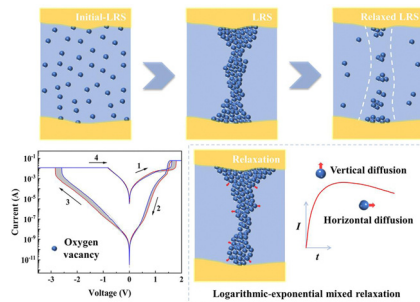 Initial-LRS
LRS
Relaxed LRS
Current (A)
10⁻¹
10⁻³
10⁻⁵
10⁻⁷
10⁻⁹
10⁻¹¹
4
1
3
2
Oxygen
vacancy
-3
-2
-1
0
1
2
Voltage (V)
Relaxation
Vertical diffusion
Horizontal diffusion
I
t
Logarithmic-exponential mixed relaxation